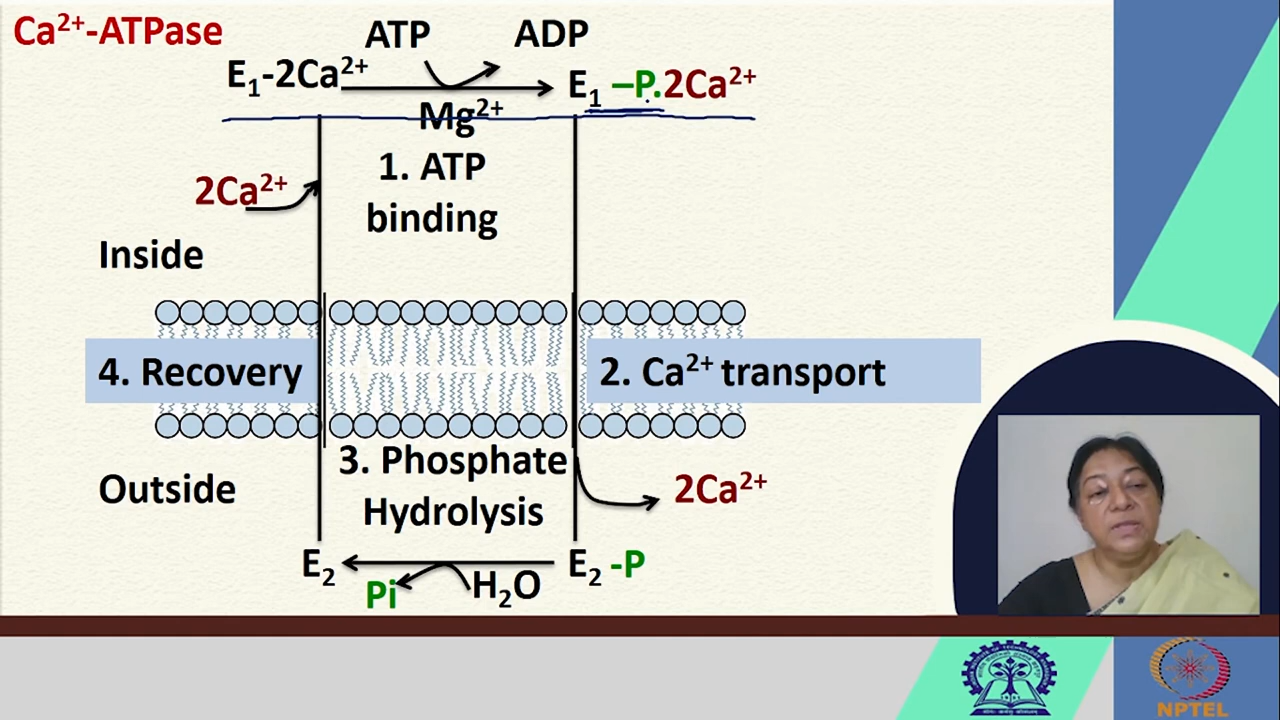 Ca²⁺-ATPase
ATP ADP
E₁-2Ca²⁺ E₁ –P.2Ca²⁺
Mg²⁺
1. ATP
binding
2Ca²⁺
Inside
4. Recovery
2. Ca²⁺ transport
3. Phosphate
Hydrolysis
Outside
2Ca²⁺
E₂ E₂ -P
Pi H₂O
NPTEL